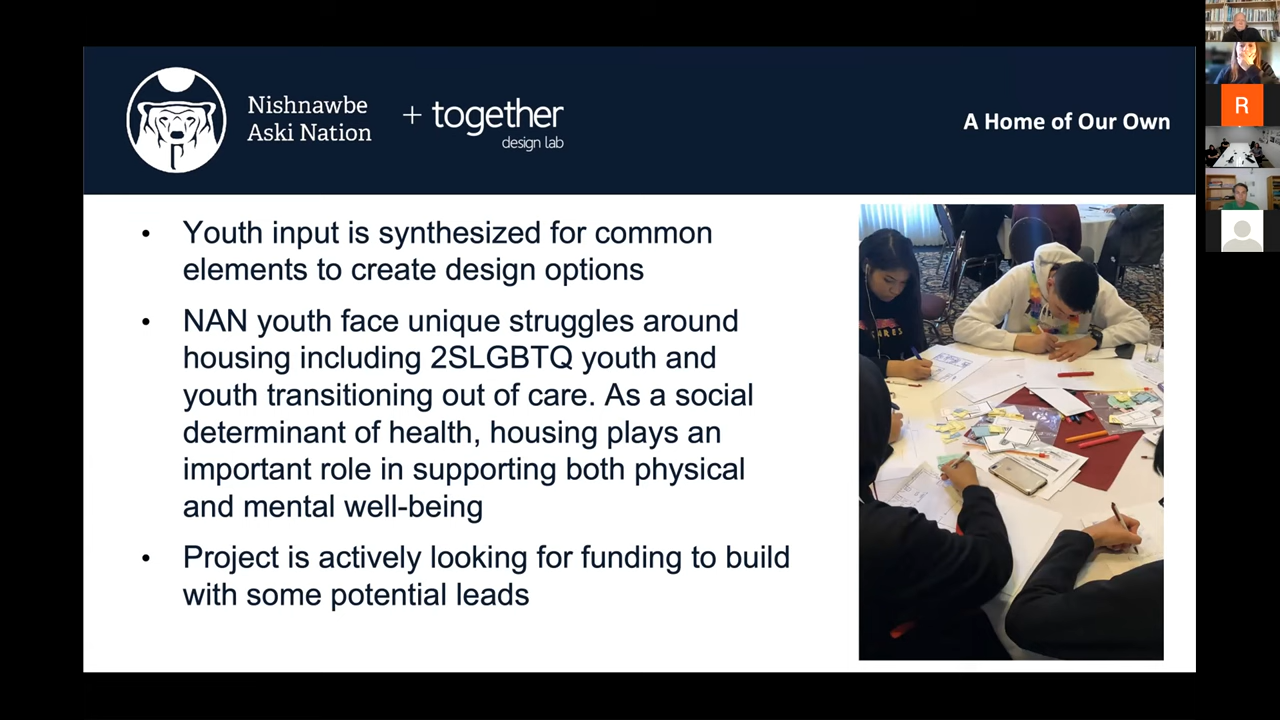 Nishnawbe
Aski Nation
+ together
design lab
A Home of Our Own
R
• Youth input is synthesized for common
elements to create design options
• NAN youth face unique struggles around
housing including 2SLGBTQ youth and
youth transitioning out of care. As a social
determinant of health, housing plays an
important role in supporting both physical
and mental well-being
• Project is actively looking for funding to build
with some potential leads